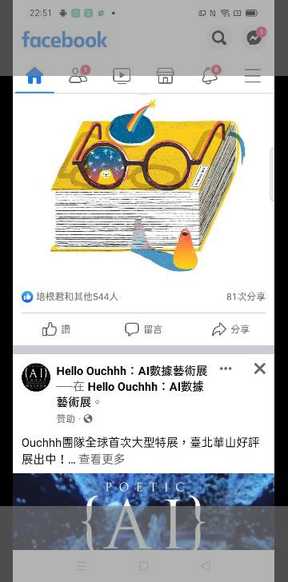 22:51
facebook
培根君和其他544人
81次分享
讚
留言
分享
Hello Ouchhh：AI數據藝術展
──在 Hello Ouchhh：AI數據
藝術展。
贊助
Ouchhh團隊全球首次大型特展，臺北華山好評
展出中！... 查看更多
{AI}
POETIC
{AI}